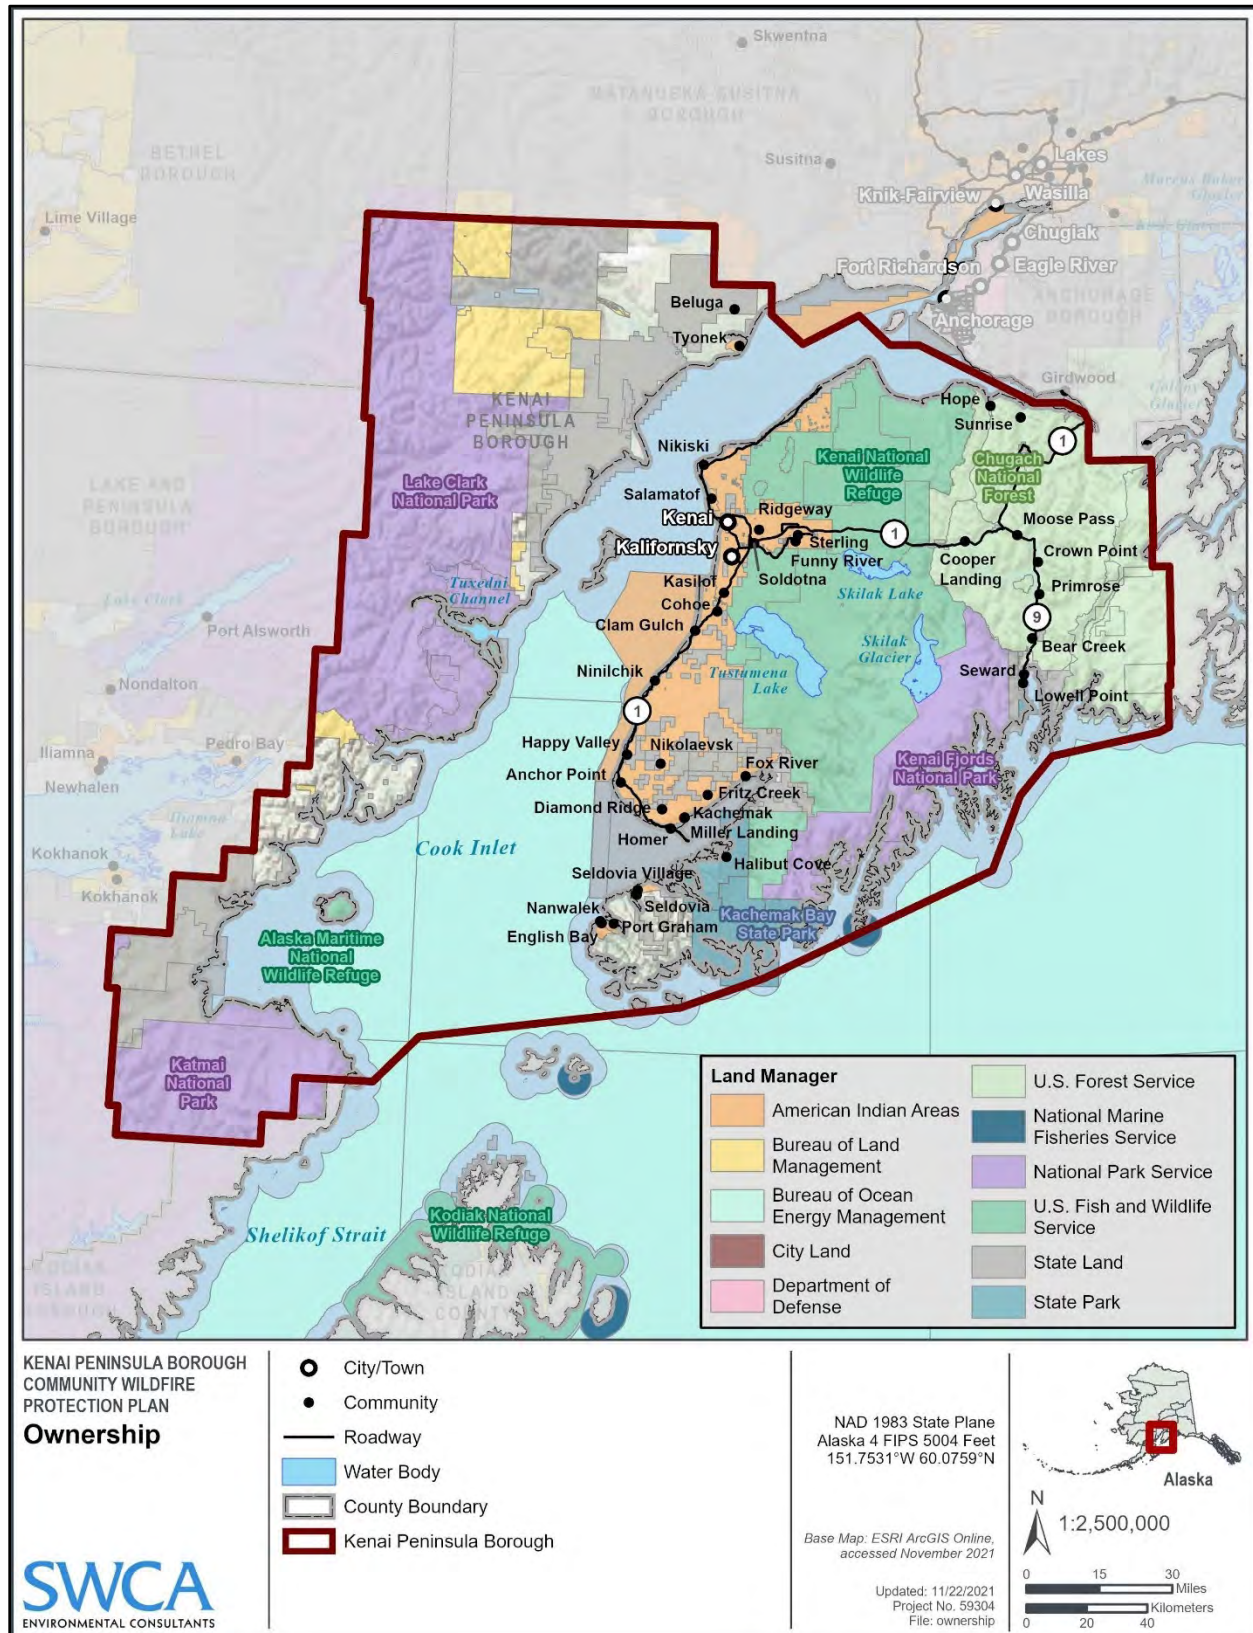 Skwentna
MATANUSKA-SUSITNA
BOROUGH
BETHEL
BOROUGH
Susitna
Lakes
Knik-Fairview
Wasilla
Marcus Baker
Glacier
Lime Village
Chugiak
Fort Richardson
Eagle River
ANCHORAGE
BOROUGH
Anchorage
Beluga
Tyonek
Girdwood
Colony
Glacier
KENAI
PENINSULA
BOROUGH
Hope
Sunrise
1
Nikiski
Kenai National
Wildlife
Refuge
Chugach
National
Forest
Lake Clark
National Park
LAKE AND
PENINSULA
BOROUGH
Salamatof
Ridgeway
Kenai
Moose Pass
Sterling
1
Kalifornsky
Funny River
Cooper
Landing
Crown Point
Soldotna
Kasilof
Primrose
Tuxedni
Channel
Skilak Lake
Cohoe
Lake Clark
Port Alsworth
Clam Gulch
9
Skilak
Glacier
Bear Creek
Nondalton
Ninilchik
Tustumena
Lake
Seward
Lowell Point
1
Iliamna
Pedro Bay
Happy Valley
Nikolaevsk
Fox River
Kenai Fjords
National Park
Newhalen
Anchor Point
Fritz Creek
Iliamna
Lake
Diamond Ridge
Kachemak
Cook Inlet
Homer
Miller Landing
Kokhanok
Halibut Cove
Kokhanok
Seldovia Village
Seldovia
Nanwalek
Port Graham
Kachemak Bay
State Park
English Bay
Alaska Maritime
National
Wildlife Refuge
Katmai
National
Park
Kodiak National
Wildlife Refuge
Shelikof Strait
KODIAK
ISLAND
COUNTY
KODIAK
ISLAND
BOROUGH
Land Manager
American Indian Areas
Bureau of Land
Management
Bureau of Ocean
Energy Management
City Land
Department of
Defense
U.S. Forest Service
National Marine
Fisheries Service
National Park Service
U.S. Fish and Wildlife
Service
State Land
State Park
KENAI PENINSULA BOROUGH
COMMUNITY WILDFIRE
PROTECTION PLAN
Ownership
SWCA
ENVIRONMENTAL CONSULTANTS
City/Town
Community
Roadway
Water Body
County Boundary
Kenai Peninsula Borough
NAD 1983 State Plane
Alaska 4 FIPS 5004 Feet
151.7531°W 60.0759°N
Base Map: ESRI ArcGIS Online,
accessed November 2021
Updated: 11/22/2021
Project No. 59304
File: ownership
Alaska
N
1:2,500,000
0 15 30
Miles
Kilometers
0 20 40